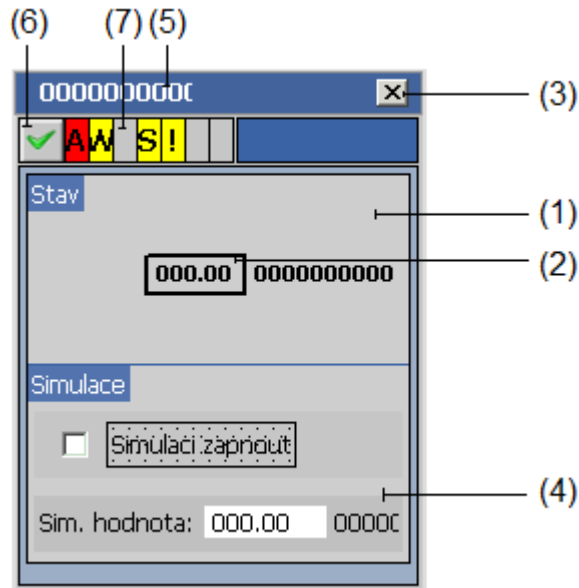 (6) (7) (5)
0000000000 (3)
A W S !
Stav (1)
000.00 0000000000 (2)
Simulace
Simulaci zapnout
(4)
Sim. hodnota: 000.00 00000